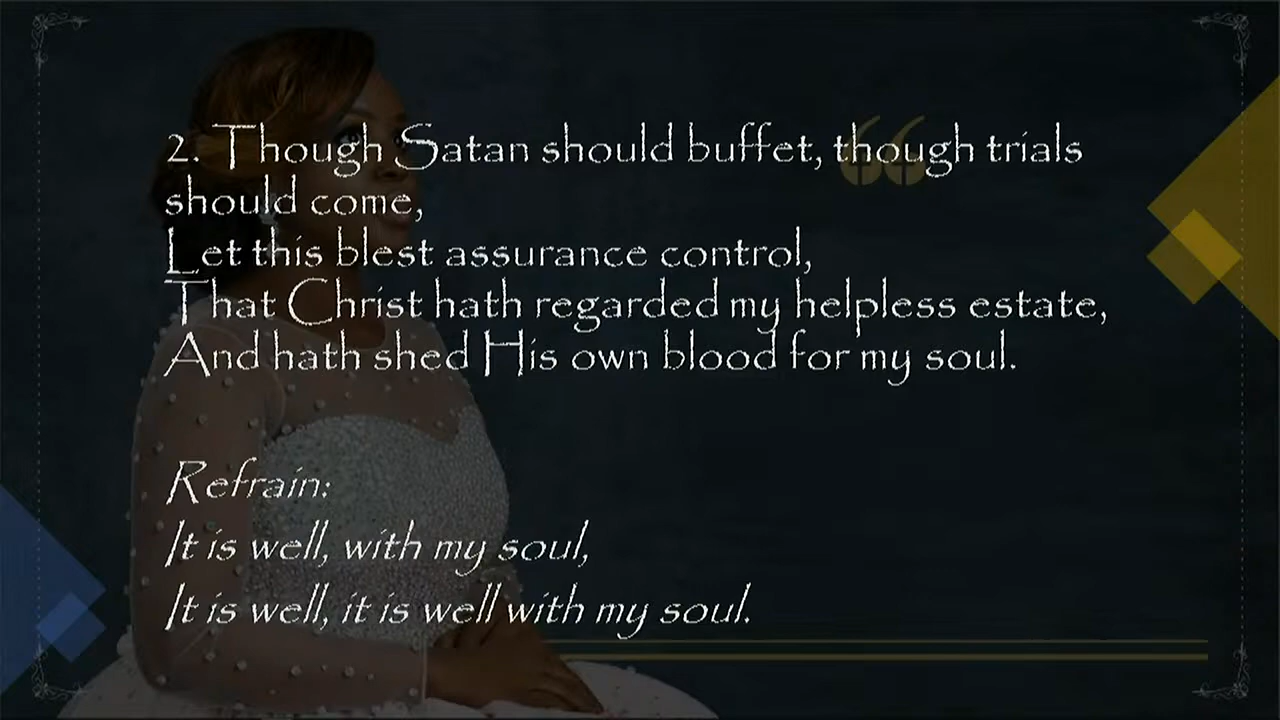 2. Though Satan should buffet, though trials
should come,
Let this blest assurance control,
That Christ hath regarded my helpless estate,
And hath shed His own blood for my soul.
Refrain:
It is well, with my soul,
It is well, it is well with my soul.